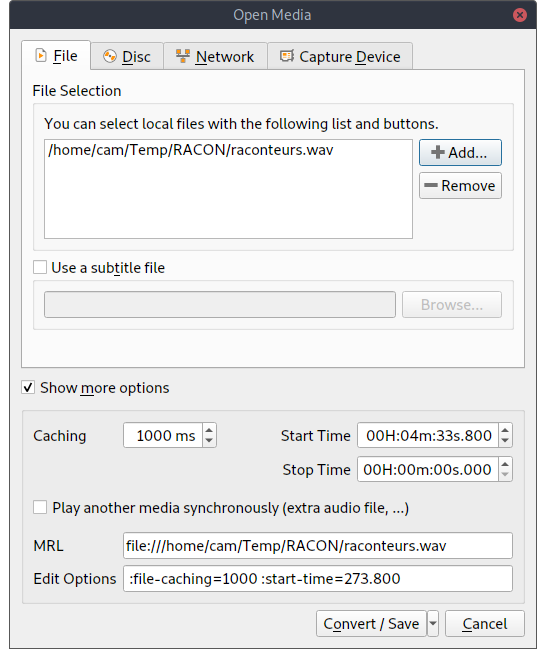 Open Media
File Disc Network Capture Device
File Selection
You can select local files with the following list and buttons.
/home/cam/Temp/RACON/raconteurs.wav
Add...
Remove
Use a subtitle file
Browse...
Show more options
Caching 1000 ms Start Time 00H:04m:33s.800
Stop Time 00H:00m:00s.000
Play another media synchronously (extra audio file, ...)
MRL file:///home/cam/Temp/RACON/raconteurs.wav
Edit Options :file-caching=1000 :start-time=273.800
Convert / Save Cancel